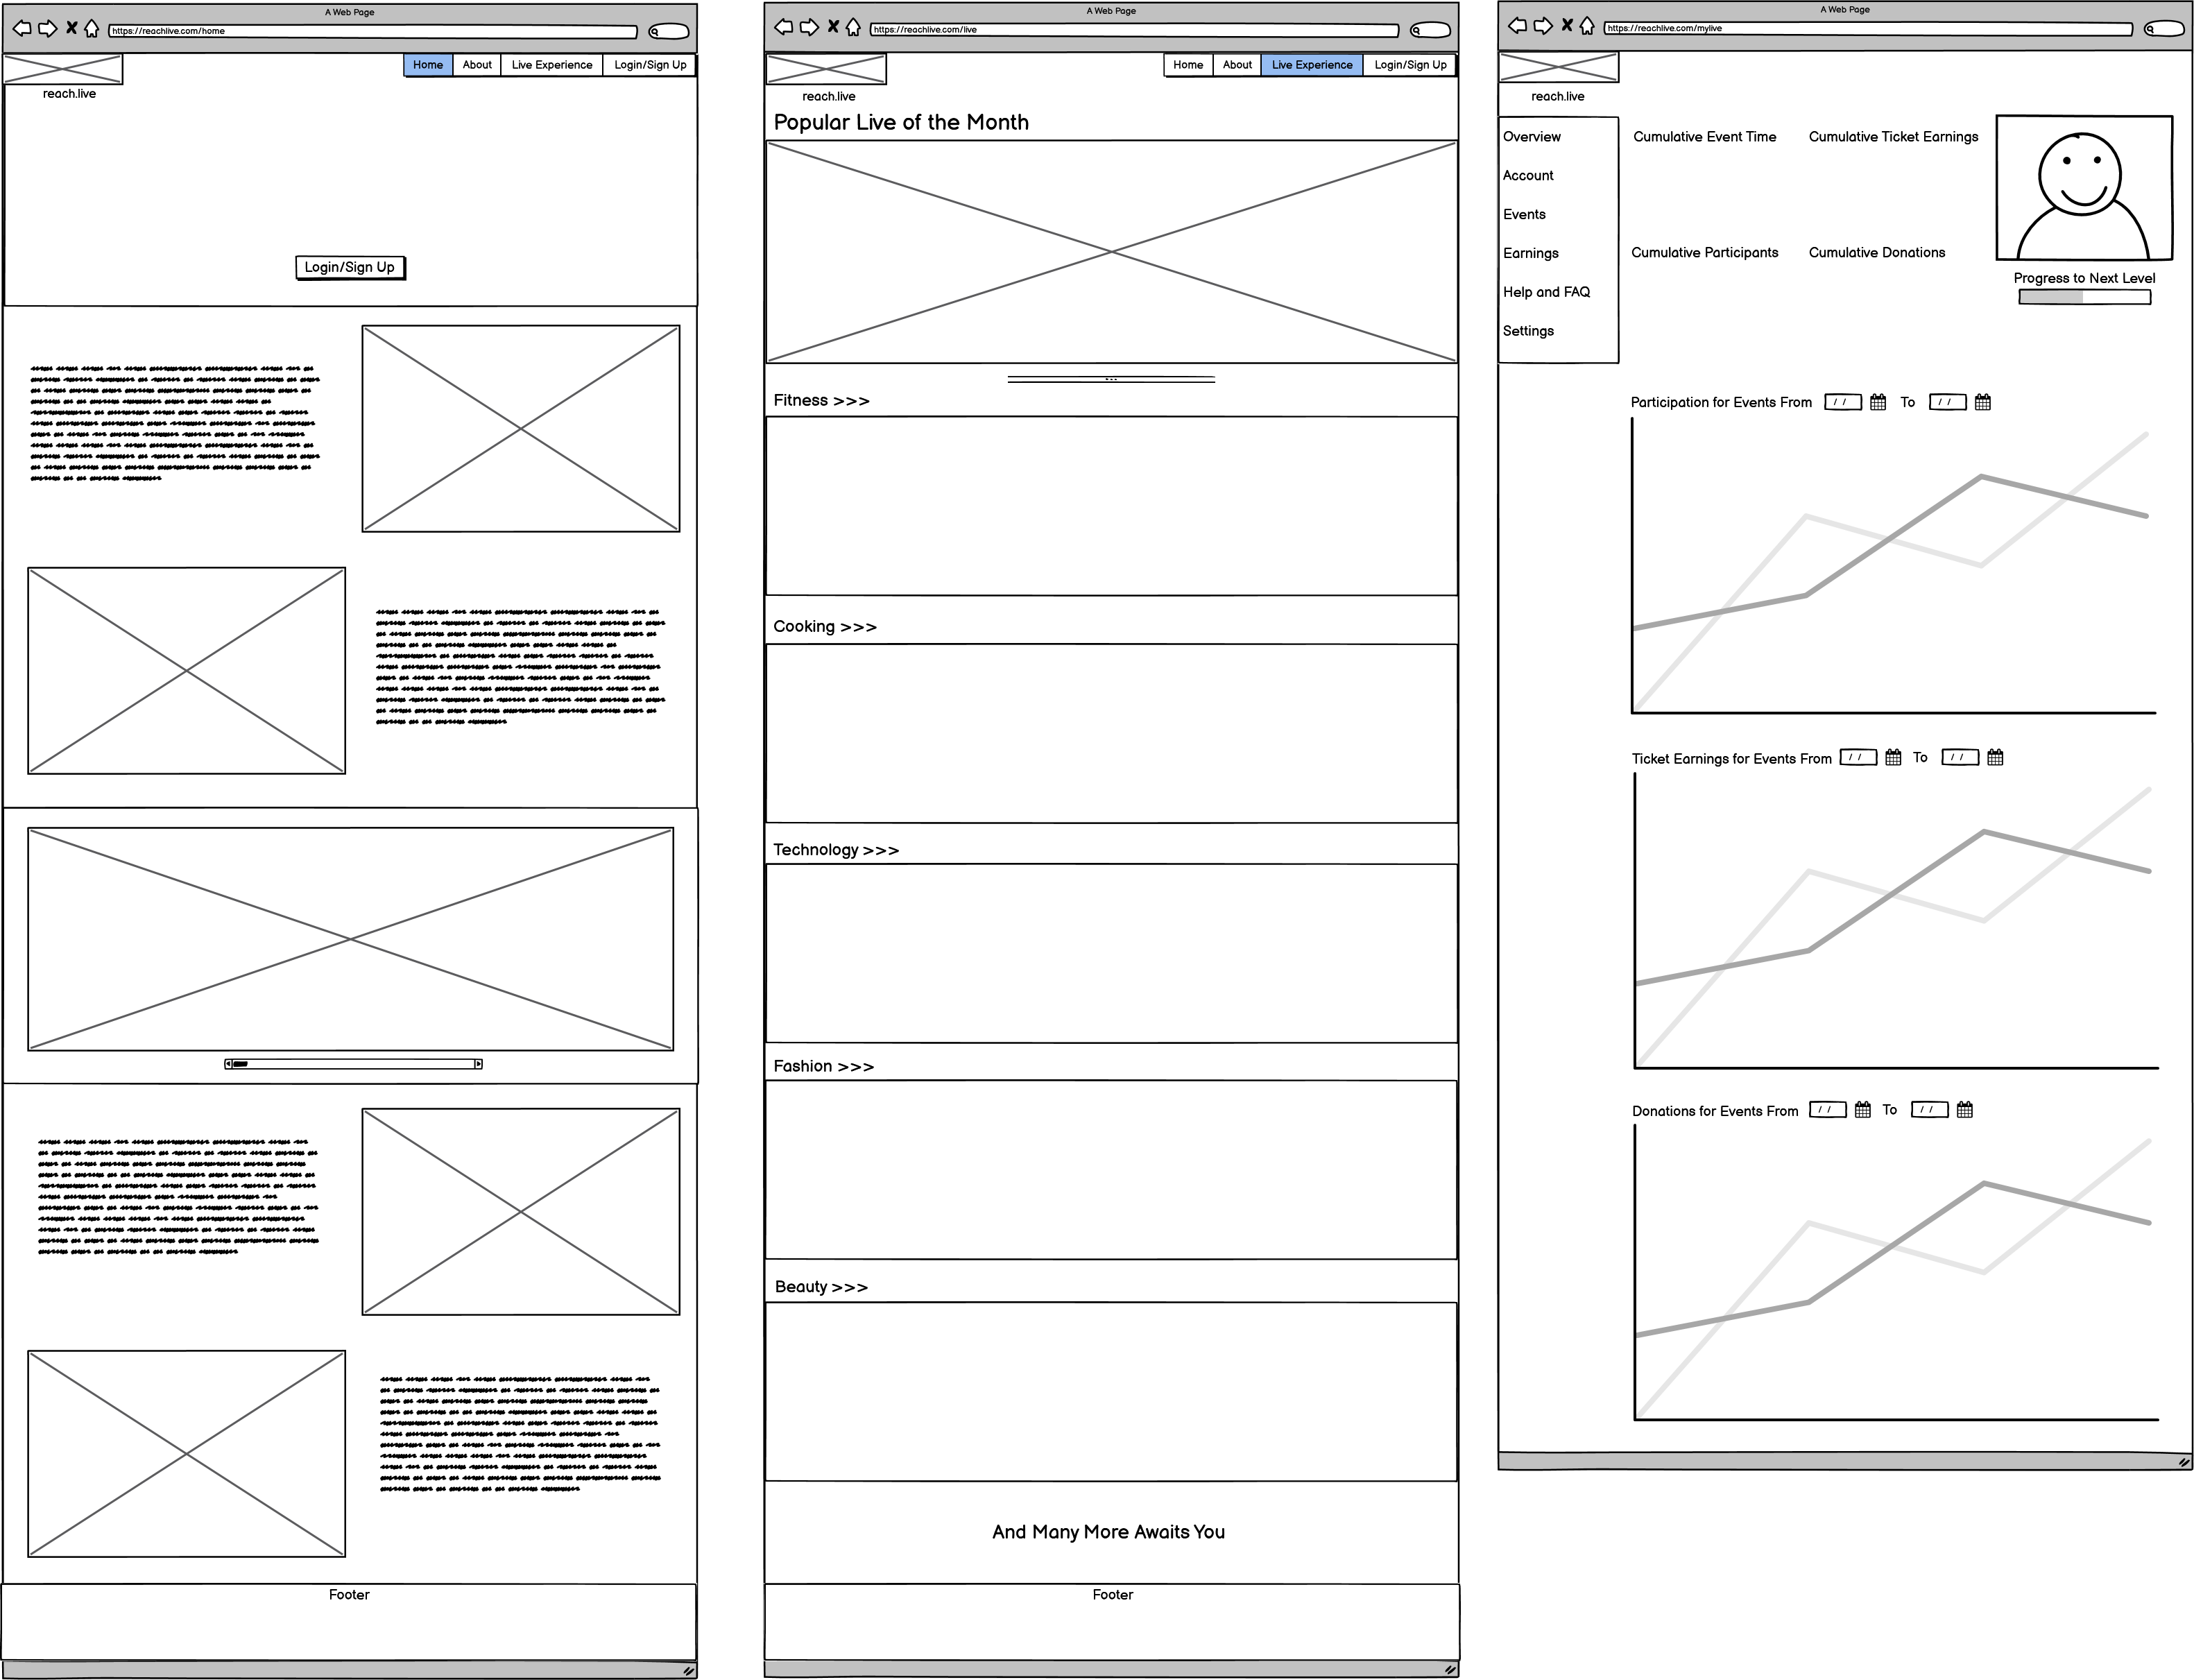 A Web Page
https://reachlive.com/home
Home About Live Experience Login/Sign Up
reach.live
Login/Sign Up
Footer
A Web Page
https://reachlive.com/live
Home About Live Experience Login/Sign Up
reach.live
Popular Live of the Month
Fitness >>>
Cooking >>>
Technology >>>
Fashion >>>
Beauty >>>
And Many More Awaits You
Footer
A Web Page
https://reachlive.com/mylive
reach.live
Overview
Account
Events
Earnings
Help and FAQ
Settings
Cumulative Event Time
Cumulative Ticket Earnings
Cumulative Participants
Cumulative Donations
Progress to Next Level
Participation for Events From / / To / /
Ticket Earnings for Events From / / To / /
Donations for Events From / / To / /